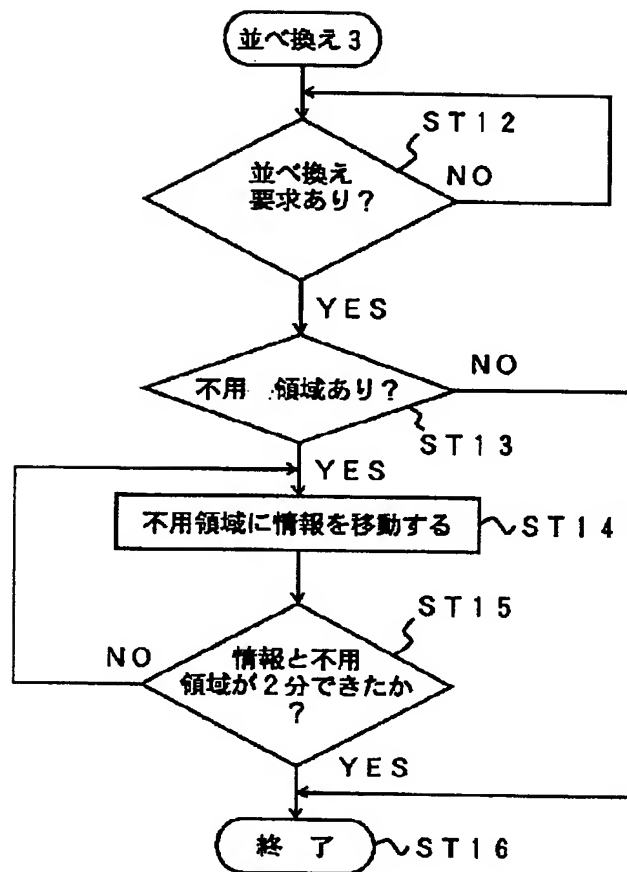 並べ換え3
ST12
並べ換え
要求あり?
NO
YES
不用 領域あり?
NO
ST13
YES
不用領域に情報を移動する
ST14
ST15
NO
情報と不用
領域が2分できたか
?
YES
終 了
ST16